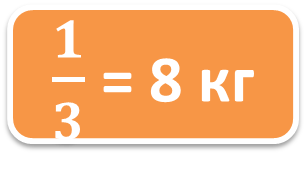 1/3 = 8 кг